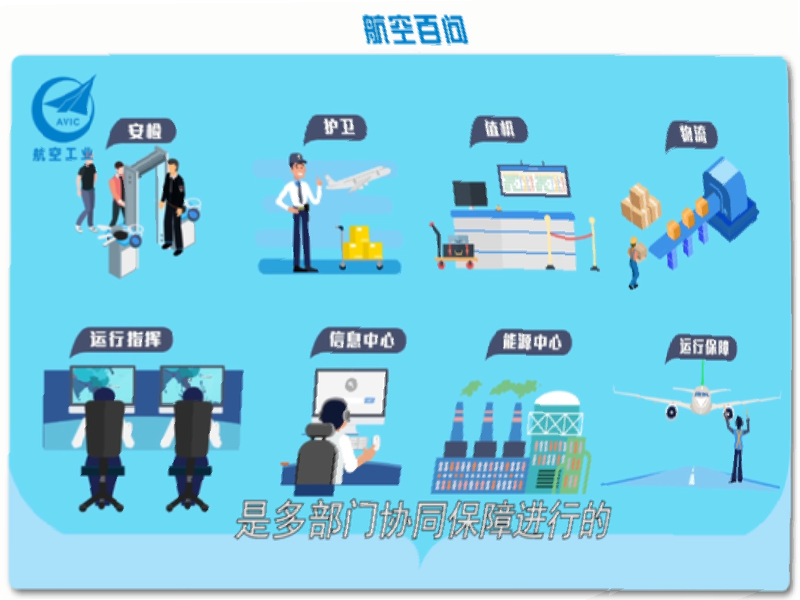 航空百问
AVIC
航空工业
安检
护卫
值机
物流
运行指挥
信息中心
能源中心
运行保障
是多部门协同保障进行的